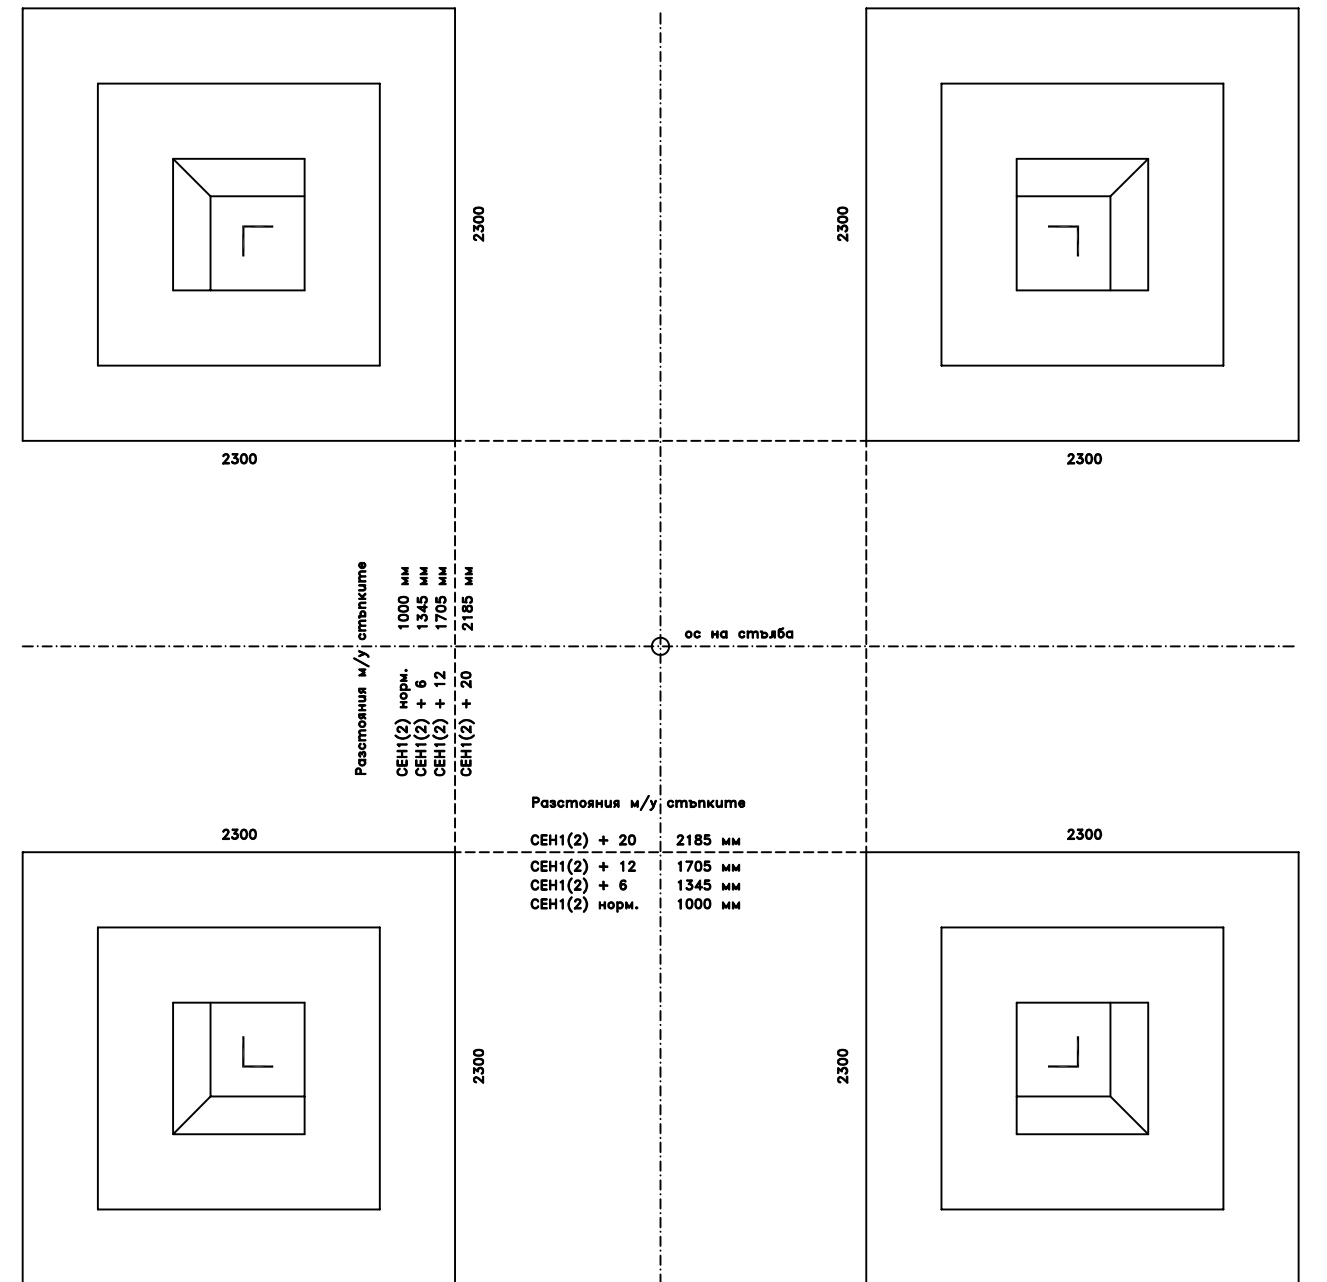 2300
2300
2300
2300
Разстояния м/у стъпките
1000 мм
1345 мм
1705 мм
2185 мм
ос на стълба
СЕН1(2) норм.
СЕН1(2) + 6
СЕН1(2) + 12
СЕН1(2) + 20
Разстояния м/у стъпките
2300
СЕН1(2) + 20 2185 мм
2300
СЕН1(2) + 12 1705 мм
СЕН1(2) + 6 1345 мм
СЕН1(2) норм. 1000 мм
2300
2300